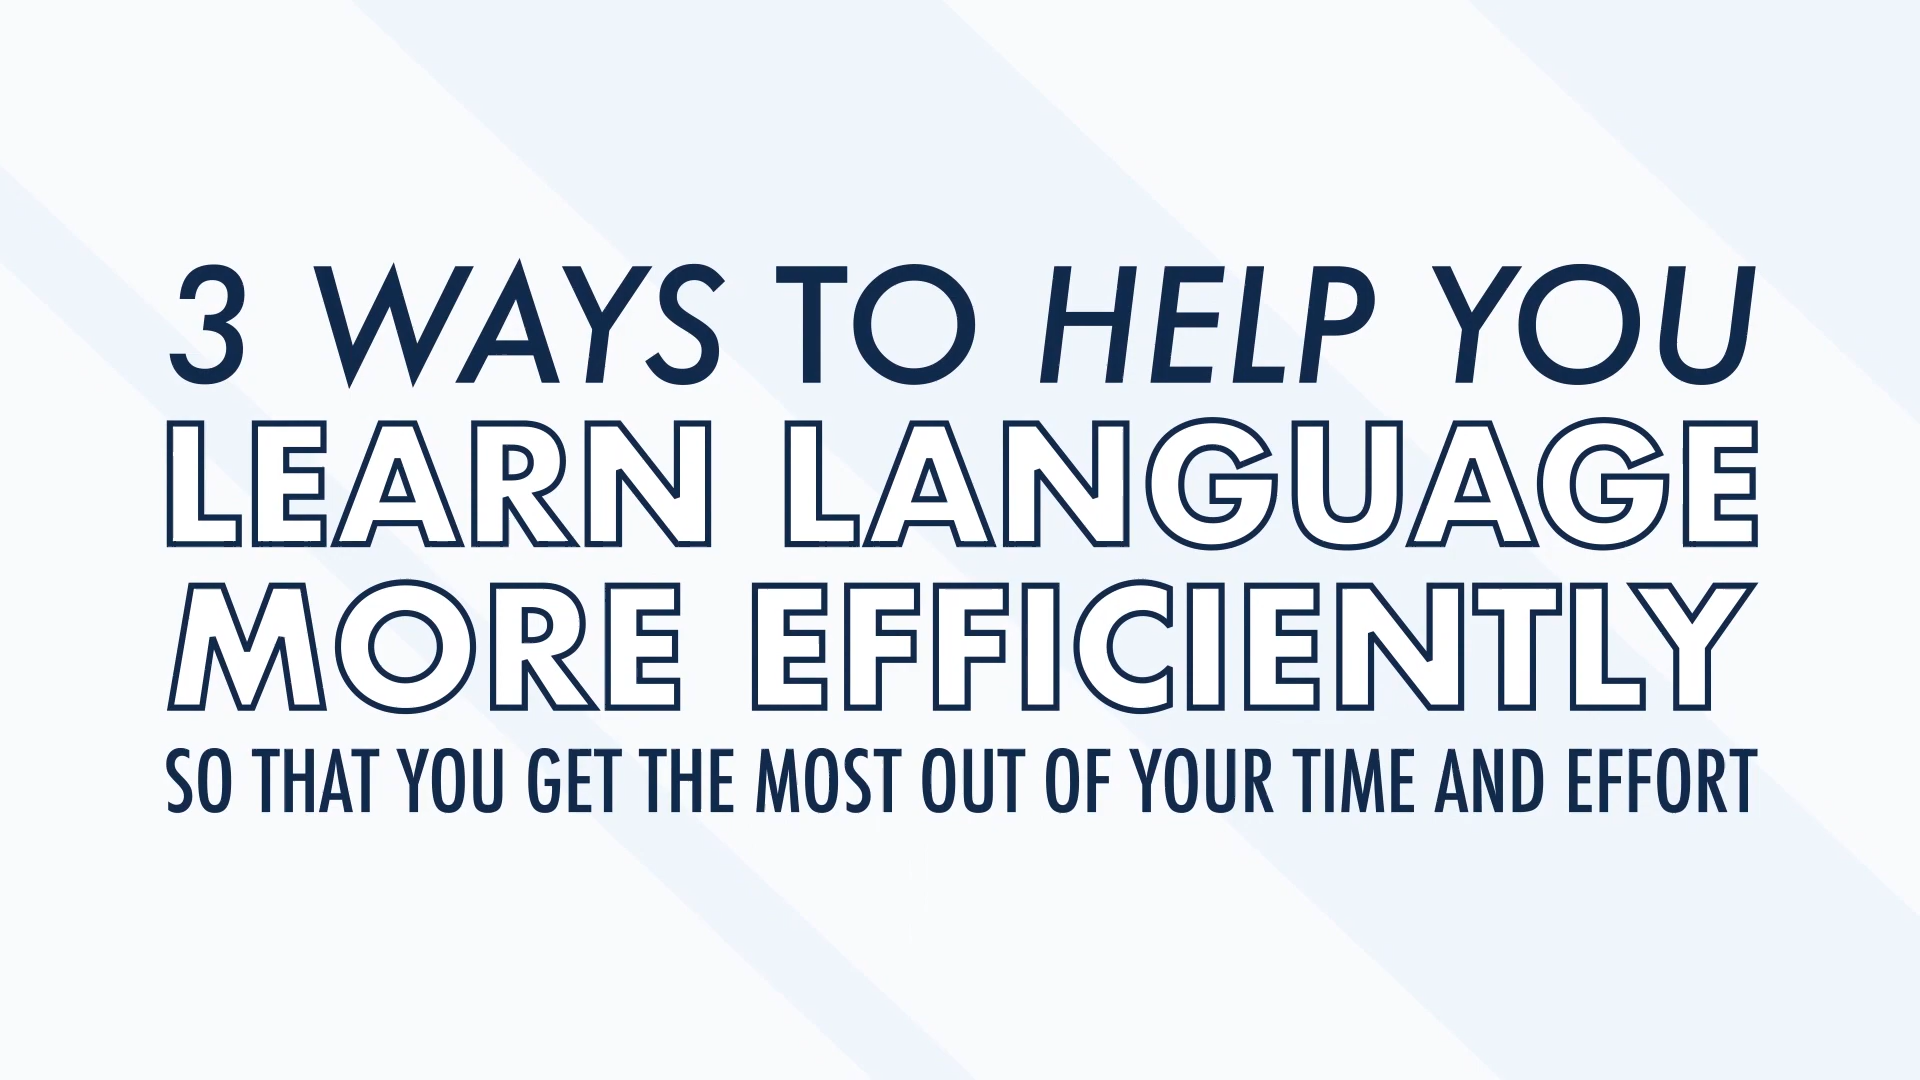 3 WAYS TO HELP YOU
LEARN LANGUAGE
MORE EFFICIENTLY
SO THAT YOU GET THE MOST OUT OF YOUR TIME AND EFFORT